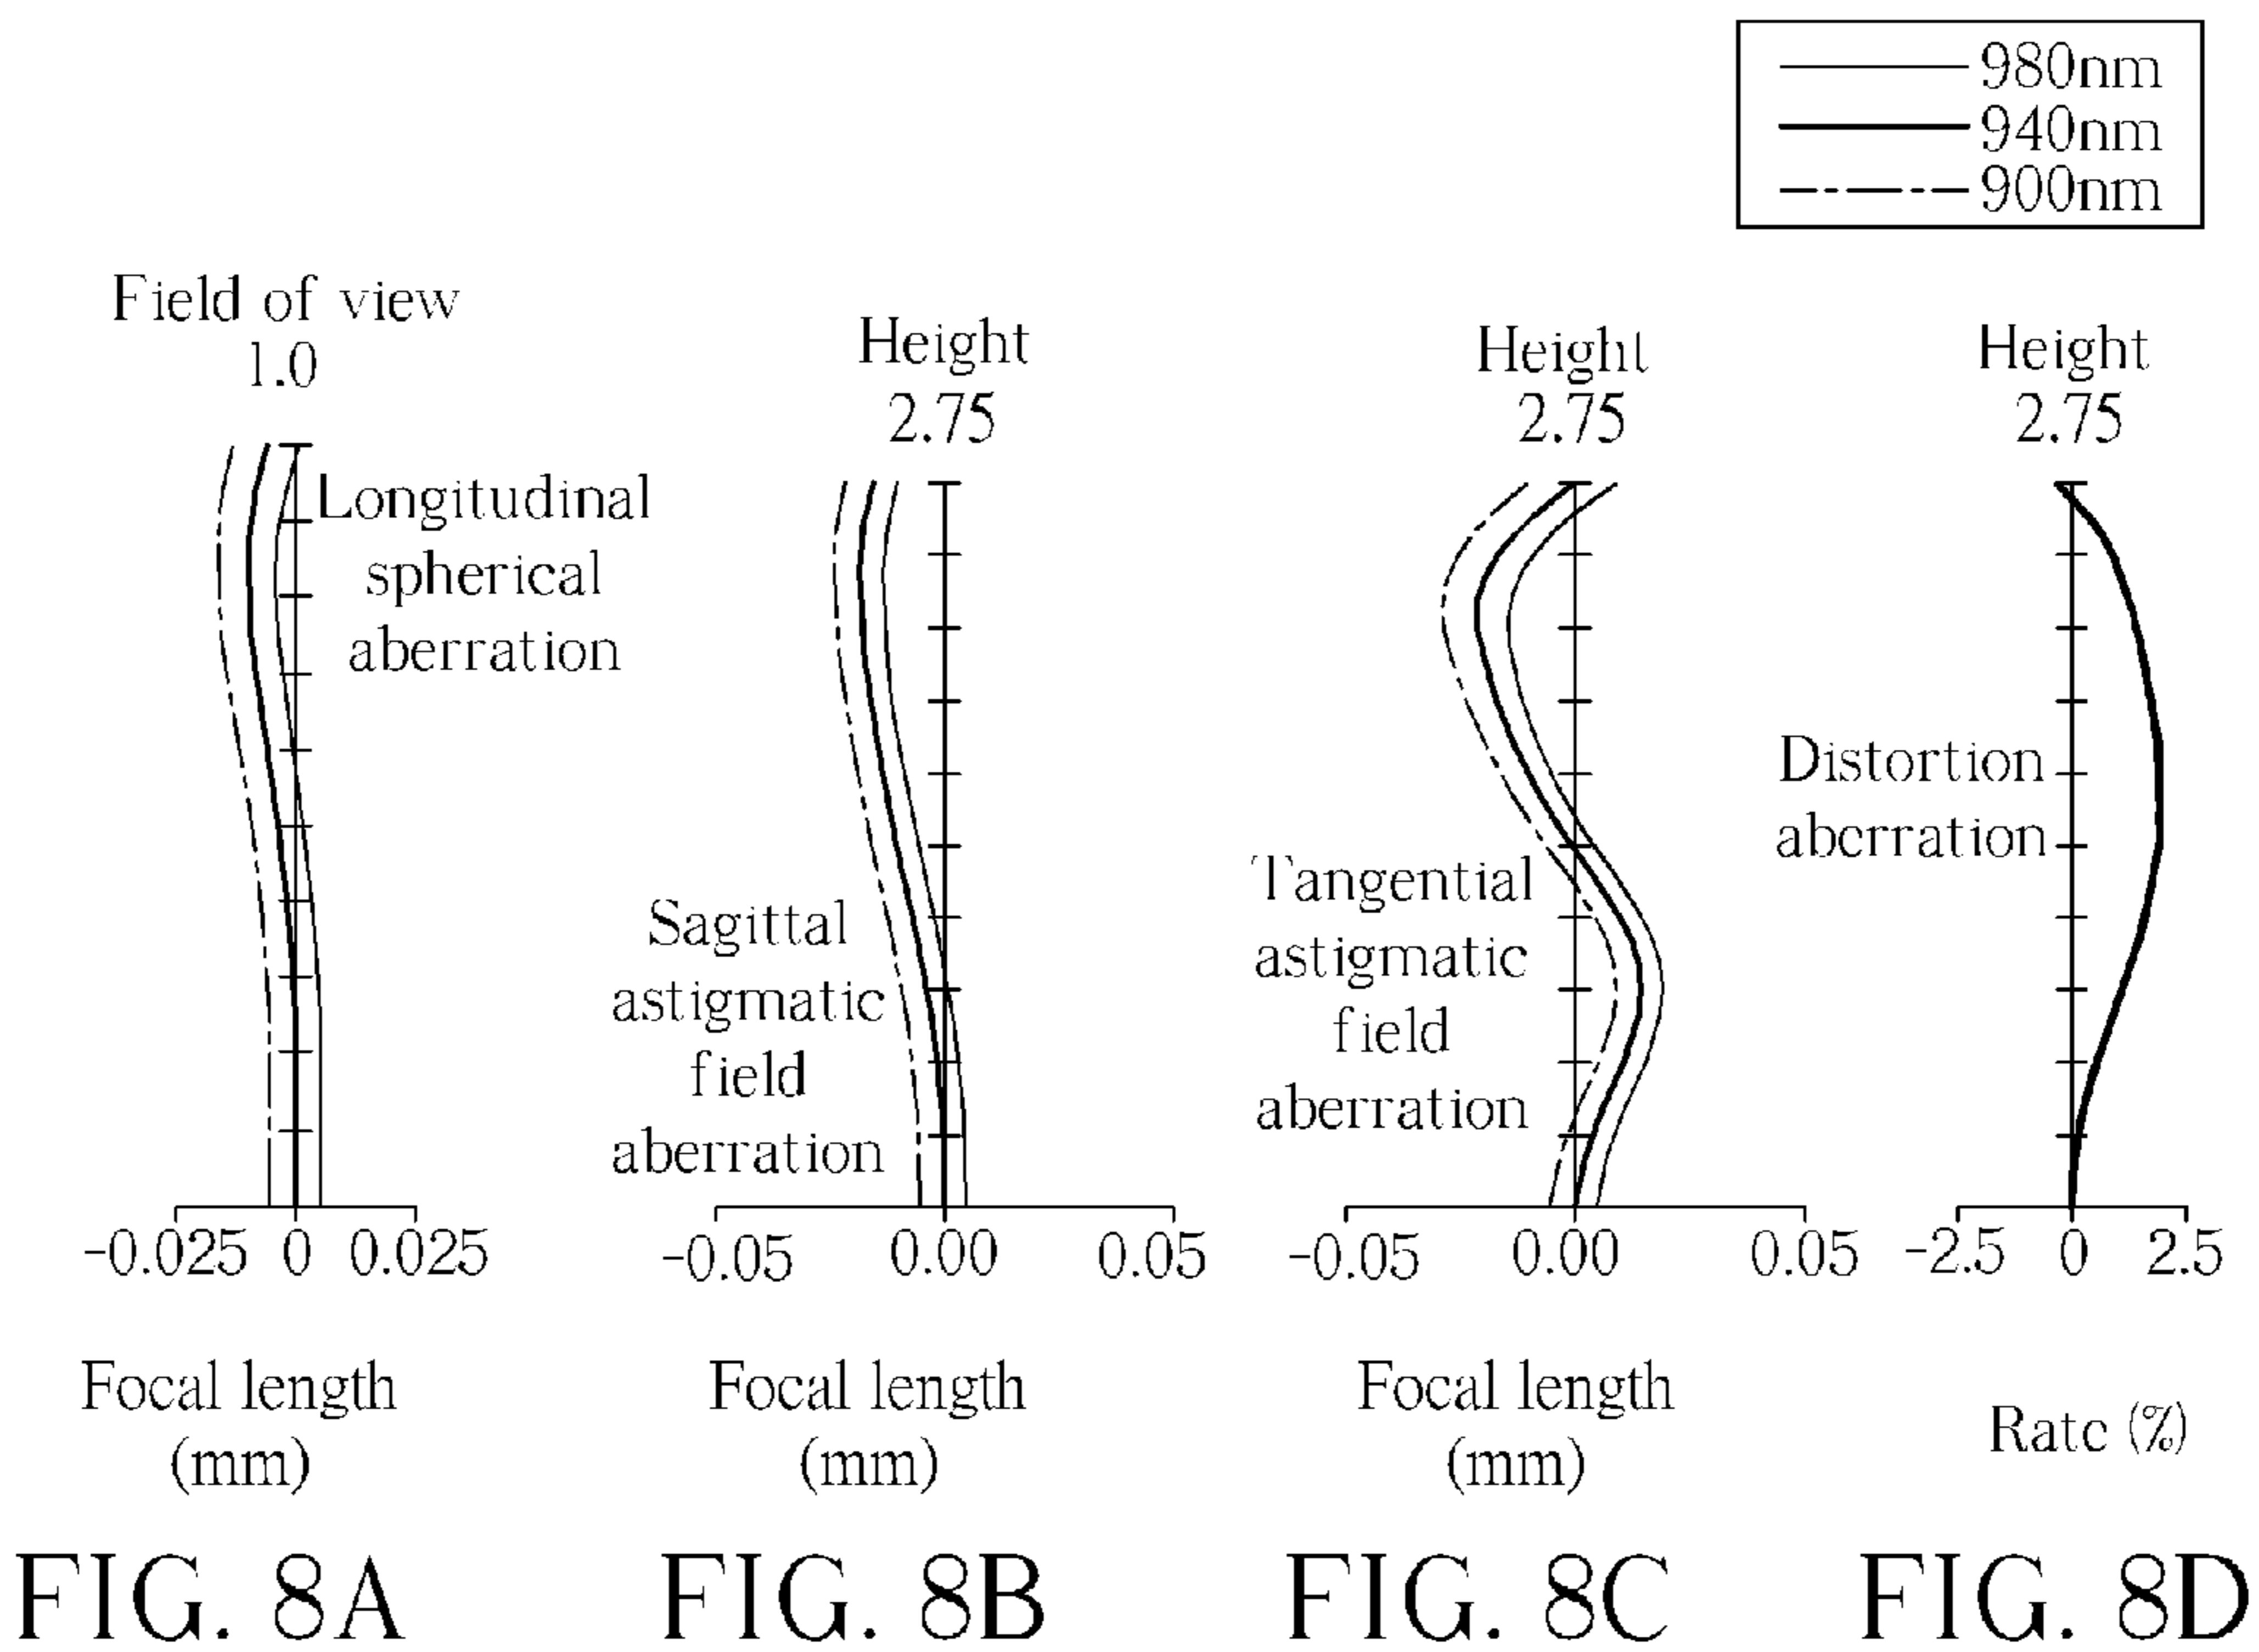 980nm
940nm
900nm
Field of view
1.0
Longitudinal
spherical
aberration
-0.025 0 0.025
Focal length
(mm)
FIG. 8A
Height
2.75
Sagittal
astigmatic
field
aberration
-0.05 0.00 0.05
Focal length
(mm)
FIG. 8B
Height
2.75
Tangential
astigmatic
field
aberration
-0.05 0.00 0.05
Focal length
(mm)
FIG. 8C
Height
2.75
Distortion
aberration
-2.5 0 2.5
Rate (%)
FIG. 8D